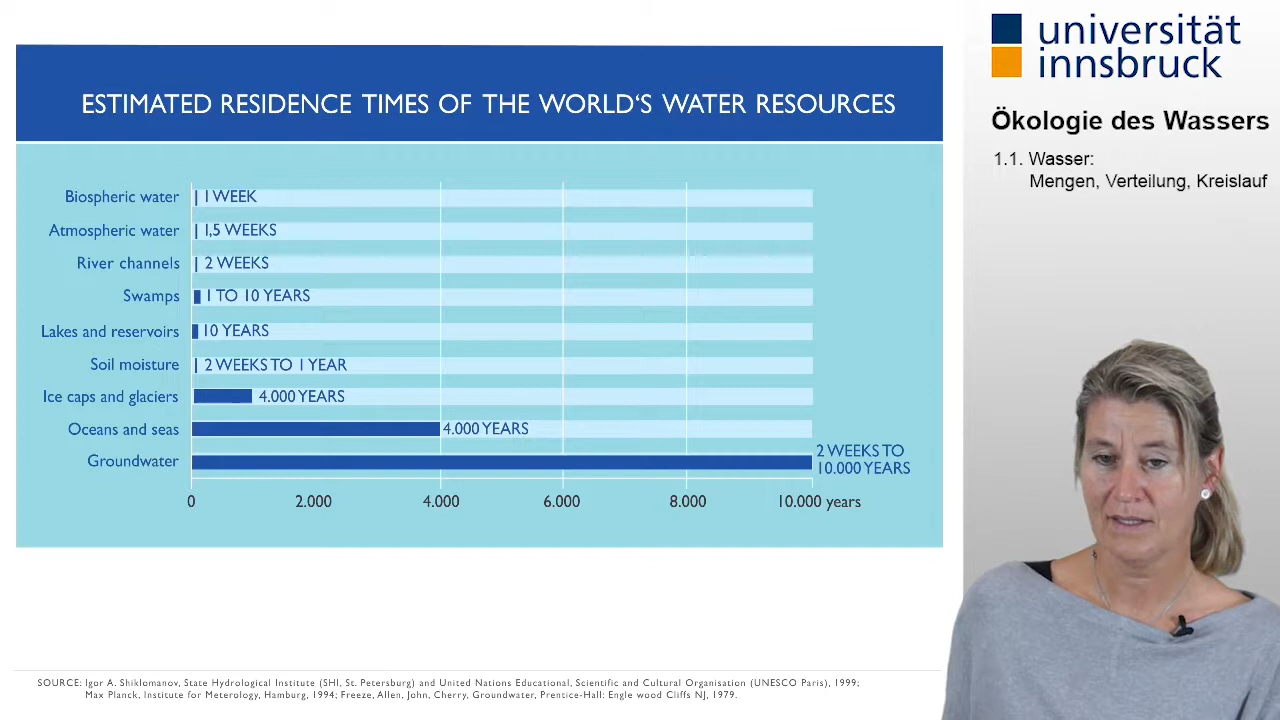 ESTIMATED RESIDENCE TIMES OF THE WORLD'S WATER RESOURCES
Biospheric water 1 WEEK
Atmospheric water 1,5 WEEKS
River channels 2 WEEKS
Swamps 1 TO 10 YEARS
Lakes and reservoirs 10 YEARS
Soil moisture 2 WEEKS TO 1 YEAR
Ice caps and glaciers 4.000 YEARS
Oceans and seas 4.000 YEARS
Groundwater 2 WEEKS TO
10.000 YEARS
0 2.000 4.000 6.000 8.000 10.000 years
SOURCE: Igor A. Shiklomanov, State Hydrological Institute (SHI, St. Petersburg) and United Nations Educational, Scientific and Cultural Organisation (UNESCO Paris), 1999;
Max Planck, Institute for Meterology, Hamburg, 1994; Freeze, Allen, John, Cherry, Groundwater, Prentice-Hall: Engle wood Cliffs NJ, 1979.
universität
innsbruck
Ökologie des Wassers
1.1. Wasser:
Mengen, Verteilung, Kreislauf